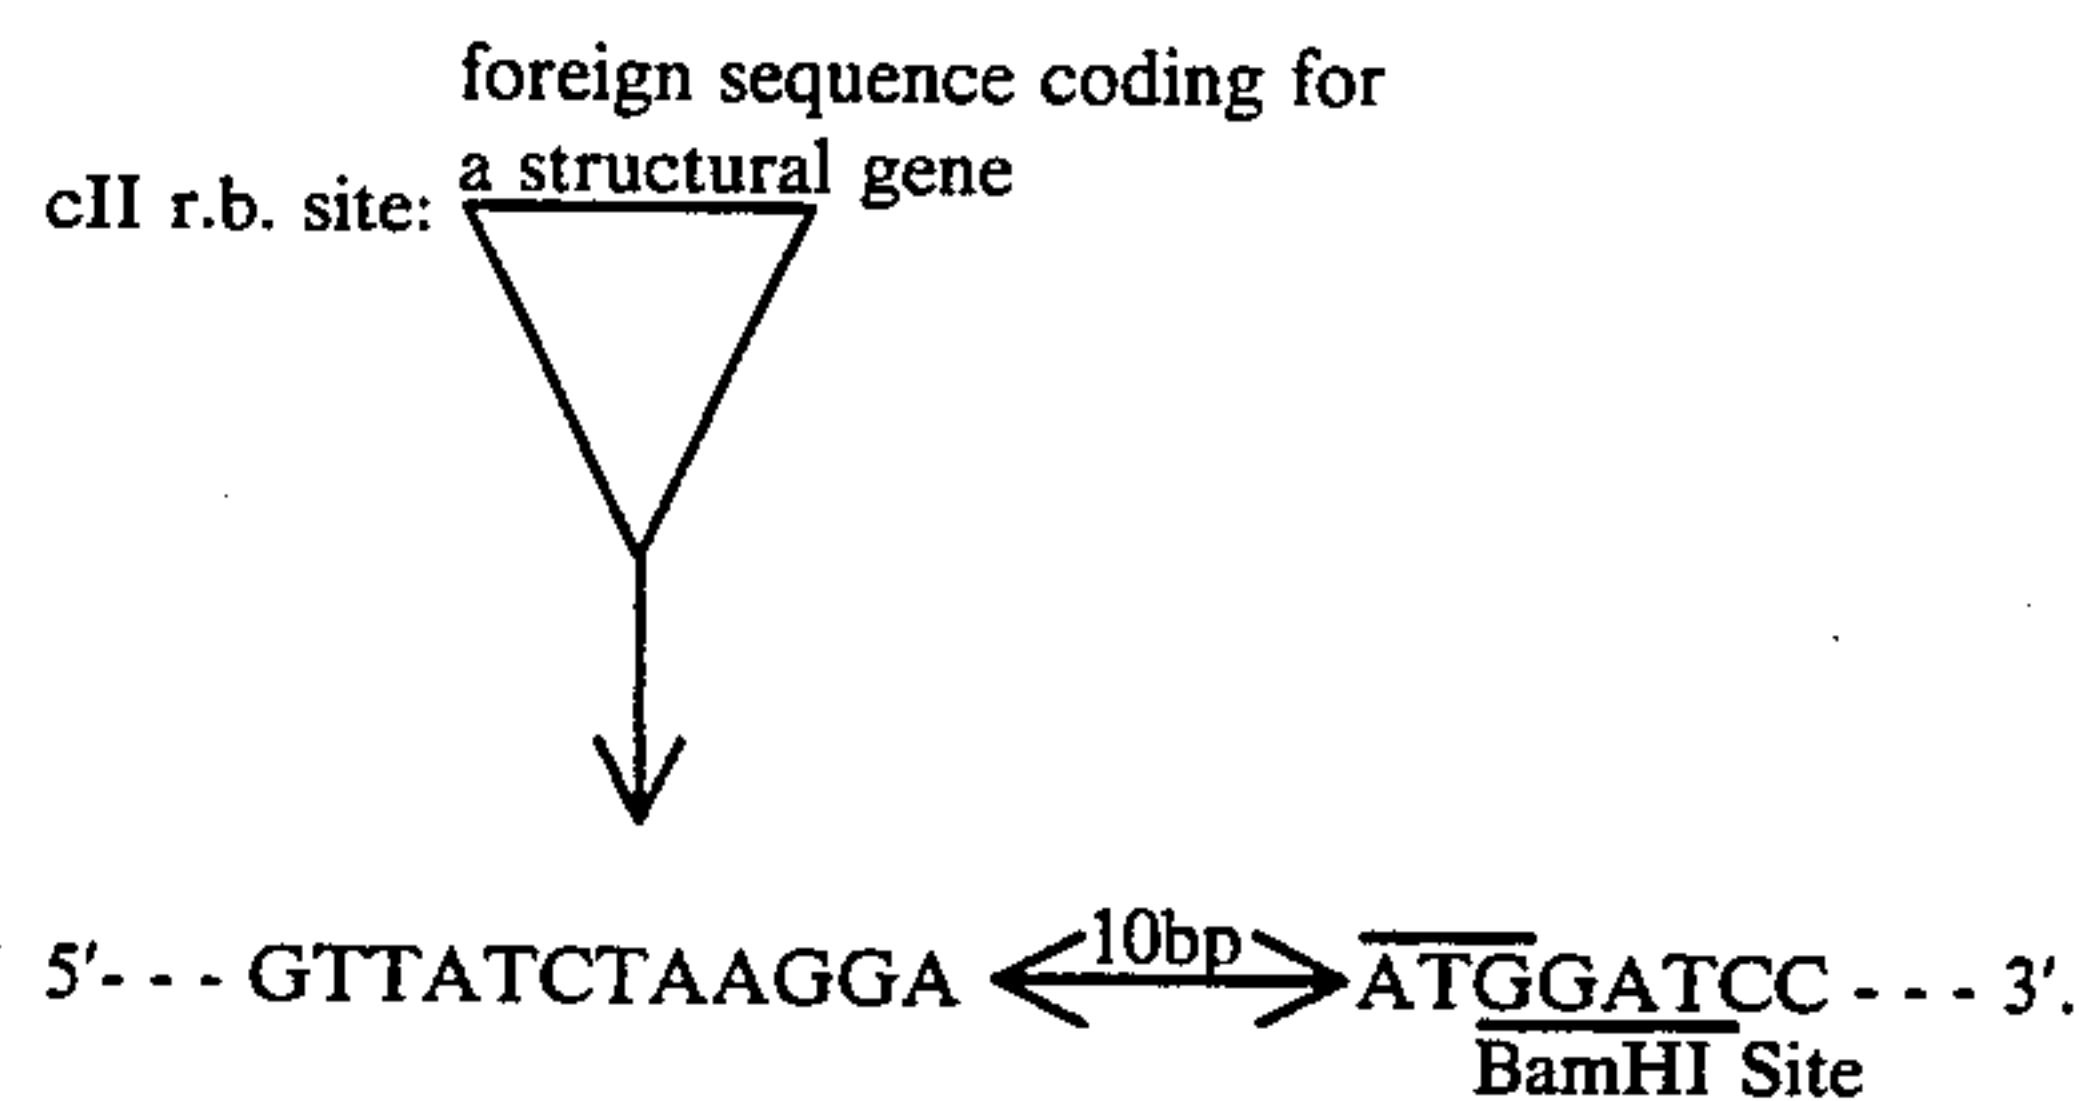 foreign sequence coding for
cII r.b. site: a structural gene
5'- - - GTTATCTAAGGA 10bp ATGGATCC - - - 3'.
BamHI Site